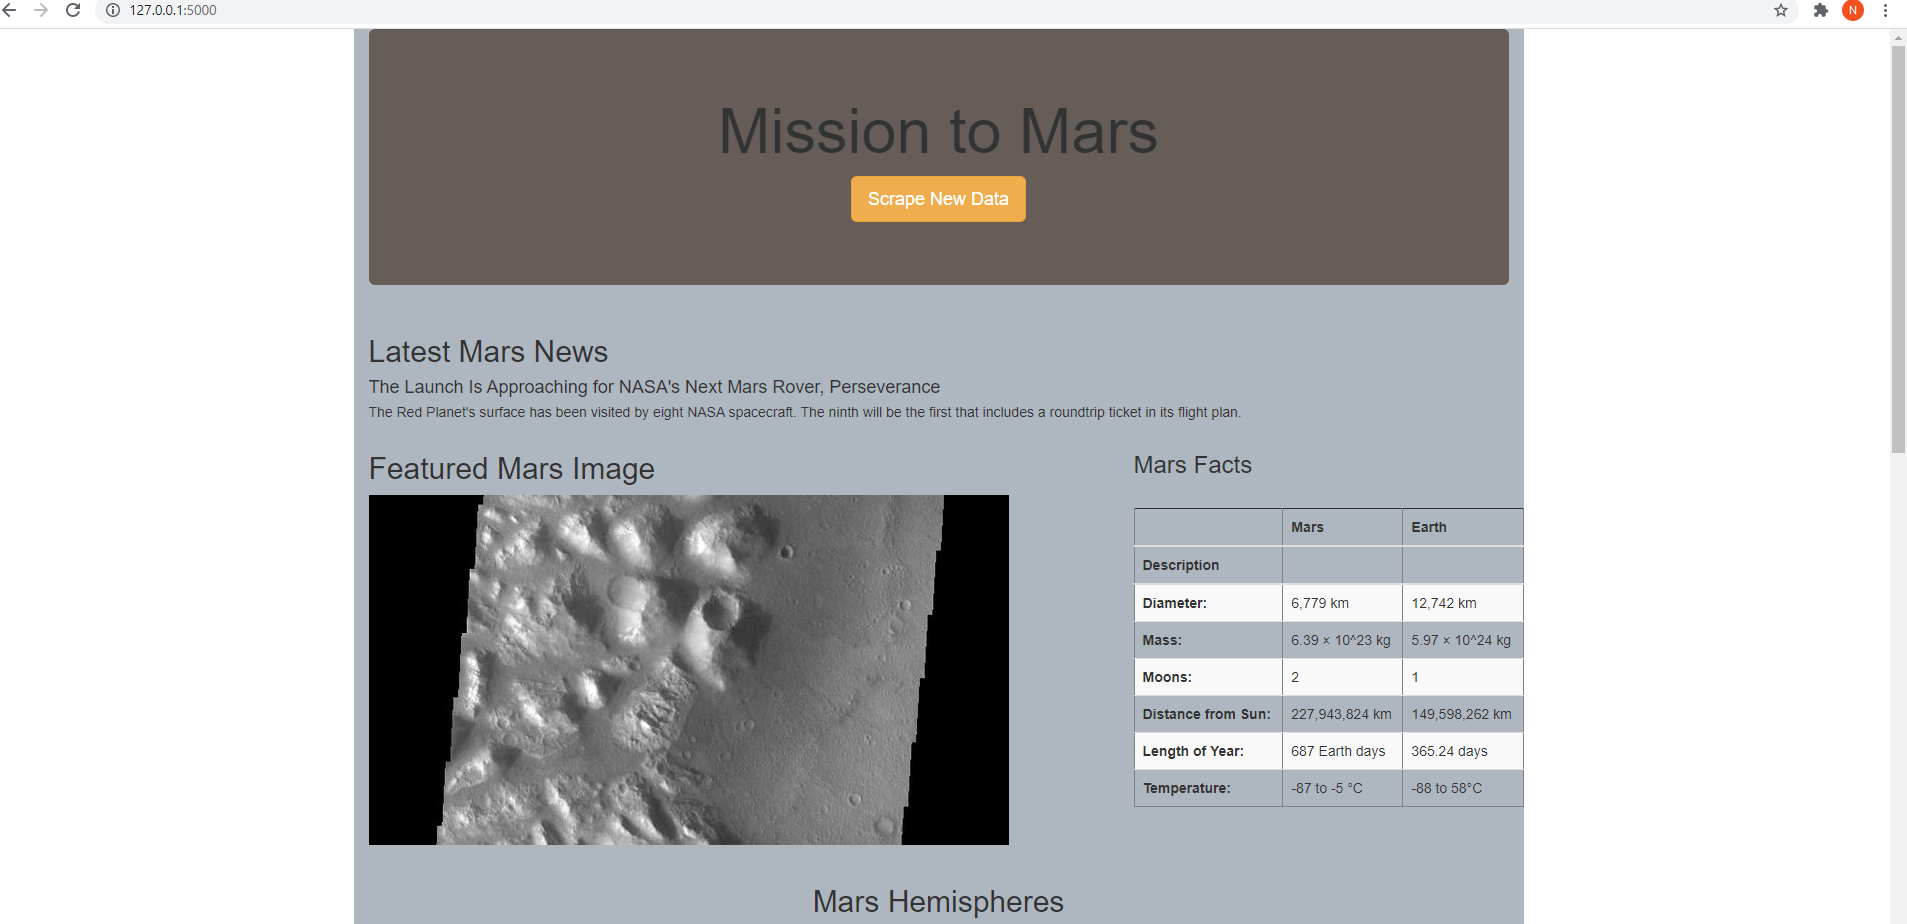 127.0.0.1:5000
N
Mission to Mars
Scrape New Data
Latest Mars News
The Launch Is Approaching for NASA's Next Mars Rover, Perseverance
The Red Planet's surface has been visited by eight NASA spacecraft. The ninth will be the first that includes a roundtrip ticket in its flight plan.
Featured Mars Image
Mars Facts
Mars Earth
Description
Diameter: 6,779 km 12,742 km
Mass: 6.39 × 10^23 kg 5.97 × 10^24 kg
Moons: 2 1
Distance from Sun: 227,943,824 km 149,598,262 km
Length of Year: 687 Earth days 365.24 days
Temperature: -87 to -5 °C -88 to 58°C
Mars Hemispheres